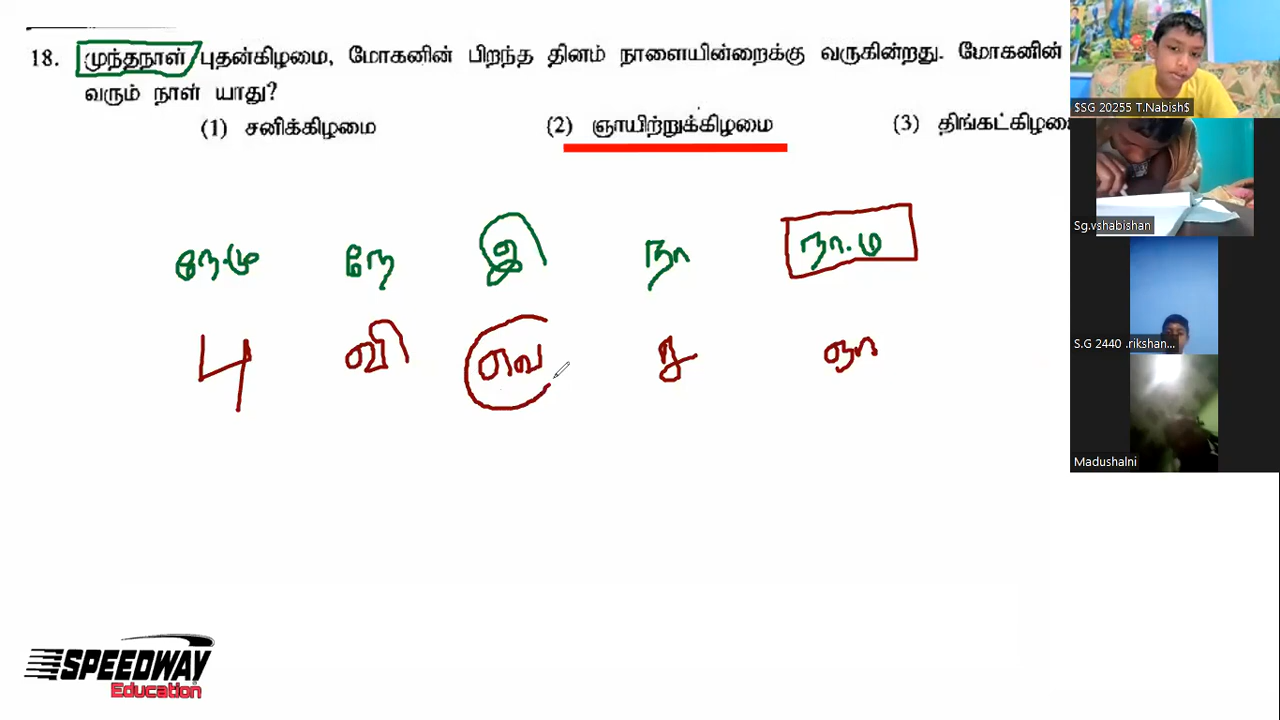 18. முந்தநாள் புதன்கிழமை, மோகனின் பிறந்த தினம் நாளையின்றைக்கு வருகின்றது. மோகனின்
வரும் நாள் யாது?
(1) சனிக்கிழமை (2) ஞாயிற்றுக்கிழமை (3) திங்கட்கிழமை
நே.மு நே இ நா நா.ம
பு வி வெ ச ஞா
$SG 20255 T.Nabish$
Sg.vshabishan
S.G 2440 .rikshan...
Madushalni
SPEEDWAY
Education